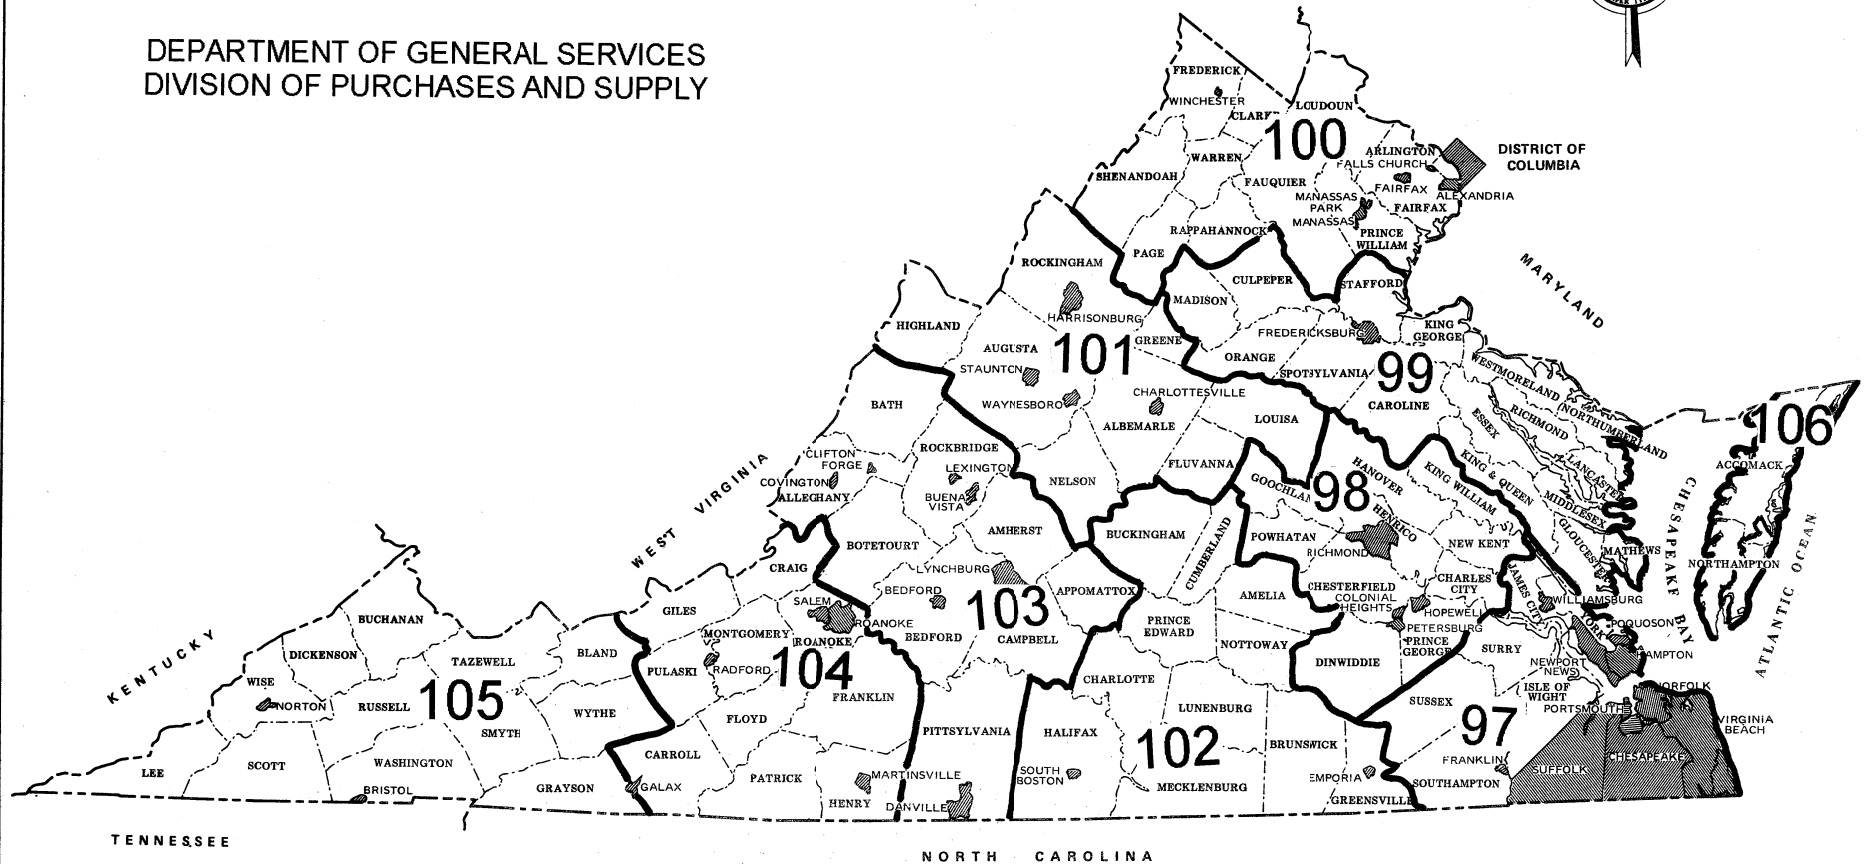 DEPARTMENT OF GENERAL SERVICES
DIVISION OF PURCHASES AND SUPPLY
FREDERICK
WINCHESTER
LOUDOUN
100
ARLINGTON
FALLS CHURCH
DISTRICT OF
COLUMBIA
WARREN
SHENANDOAH
FAUQUIER
FAIRFAX
ALEXANDRIA
MANASSAS
PARK
FAIRFAX
MANASSAS
RAPPAHANNOCK
PRINCE
WILLIAM
PAGE
MARYLAND
ROCKINGHAM
CULPEPER
STAFFORD
MADISON
HARRISONBURG
HIGHLAND
FREDERICKSBURG
KING
GEORGE
101
GREENE
AUGUSTA
STAUNTON
ORANGE
SPOTSYLVANIA
99
WESTMORELAND
WAYNESBORO
CHARLOTTESVILLE
BATH
CAROLINE
RICHMOND
NORTHUMBERLAND
ESSEX
ALBEMARLE
LOUISA
106
ROCKBRIDGE
CLIFTON
FORGE
LEXINGTON
FLUVANNA
ACCOMACK
COVINGTON
ALLEGHANY
BUENA
VISTA
NELSON
98
HANOVER
KING WILLIAM
KING & QUEEN
LANCASTER
MIDDLESEX
CHESAPEAKE BAY
WEST VIRGINIA
AMHERST
BUCKINGHAM
CUMBERLAND
POWHATAN
HENRICO
RICHMOND
NEW KENT
GLOUCESTER
MATHEWS
NORTHAMPTON
ATLANTIC OCEAN
BOTETOURT
CRAIG
LYNCHBURG
BEDFORD
103
APPOMATTOX
AMELIA
CHESTERFIELD
COLONIAL
HEIGHTS
CHARLES
CITY
JAMES CITY
WILLIAMSBURG
HOPEWELL
GILES
SALEM
ROANOKE
PETERSBURG
PRINCE
GEORGE
YORK
POQUOSON
BUCHANAN
MONTGOMERY
ROANOKE
BEDFORD
CAMPBELL
PRINCE
EDWARD
NOTTOWAY
DINWIDDIE
SURRY
HAMPTON
KENTUCKY
DICKENSON
TAZEWELL
BLAND
PULASKI
RADFORD
104
FRANKLIN
CHARLOTTE
NEWPORT
NEWS
ISLE OF
WIGHT
WISE
NORTON
RUSSELL
105
WYTHE
SMYTH
FLOYD
LUNENBURG
SUSSEX
97
PORTSMOUTH
NORFOLK
VIRGINIA
BEACH
PITTSYLVANIA
HALIFAX
102
BRUNSWICK
CARROLL
LEE
SCOTT
WASHINGTON
PATRICK
MARTINSVILLE
SOUTH
BOSTON
EMPORIA
FRANKLIN
SUFFOLK
CHESAPEAKE
BRISTOL
GRAYSON
GALAX
HENRY
DANVILLE
MECKLENBURG
GREENSVILLE
SOUTHAMPTON
TENNESSEE
NORTH CAROLINA